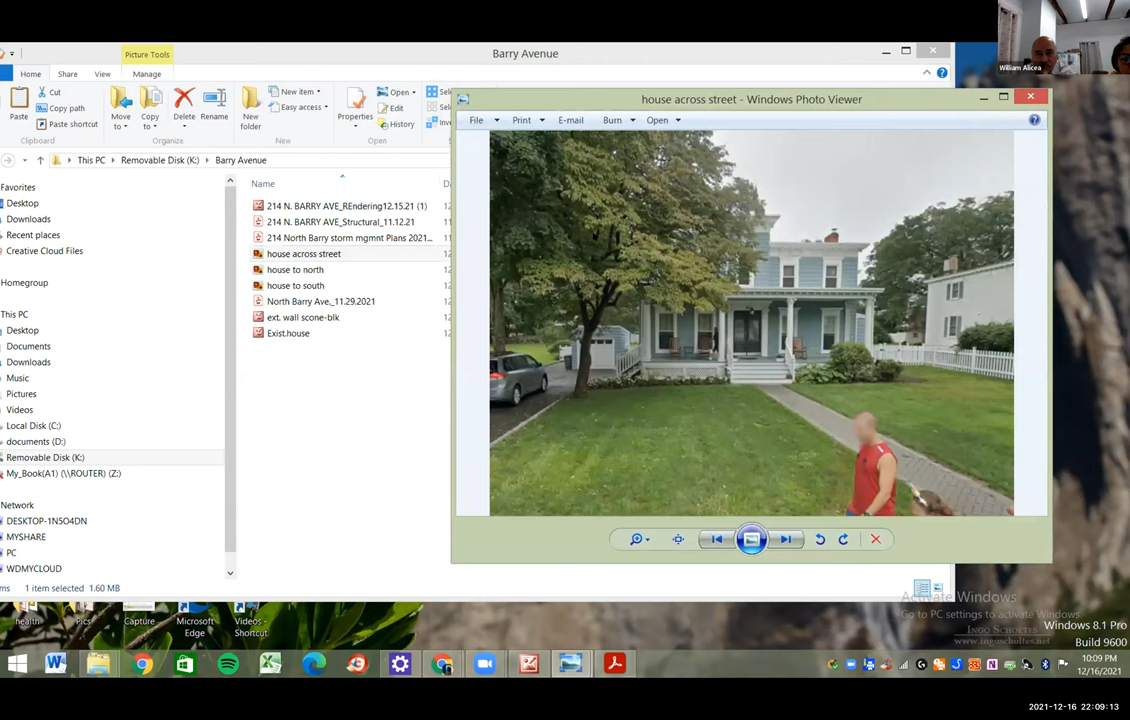 William Alicea
Picture Tools
Barry Avenue
Home Share View Manage
Paste
Cut
Copy path
Paste shortcut
Clipboard
Move to
Copy to
Delete
Rename
Organize
New folder
New item
Easy access
New
Properties
Open
Edit
History
Open
This PC Removable Disk (K:) Barry Avenue
Favorites
Desktop
Downloads
Recent places
Creative Cloud Files
Homegroup
This PC
Desktop
Documents
Downloads
Music
Pictures
Videos
Local Disk (C:)
documents (D:)
Removable Disk (K:)
My_Book(A1) (\\ROUTER) (Z:)
Network
DESKTOP-1N5O4DN
MYSHARE
PC
WDMYCLOUD
Name
214 N. BARRY AVE_REndering12.15.21 (1)
214 N. BARRY AVE_Structural_11.12.21
214 North Barry storm mgmnt Plans 2021...
house across street
house to north
house to south
North Barry Ave._11.29.2021
ext. wall scone-blk
Exist.house
1 item selected 1.60 MB
house across street - Windows Photo Viewer
File Print E-mail Burn Open
health
Pics
Capture
Microsoft Edge
Videos - Shortcut
Activate Windows
Go to PC settings to activate Windows.
INGO SCHOLTES
www.ingoscholtes.net
Windows 8.1 Pro
Build 9600
10:09 PM
12/16/2021
2021-12-16 22:09:13